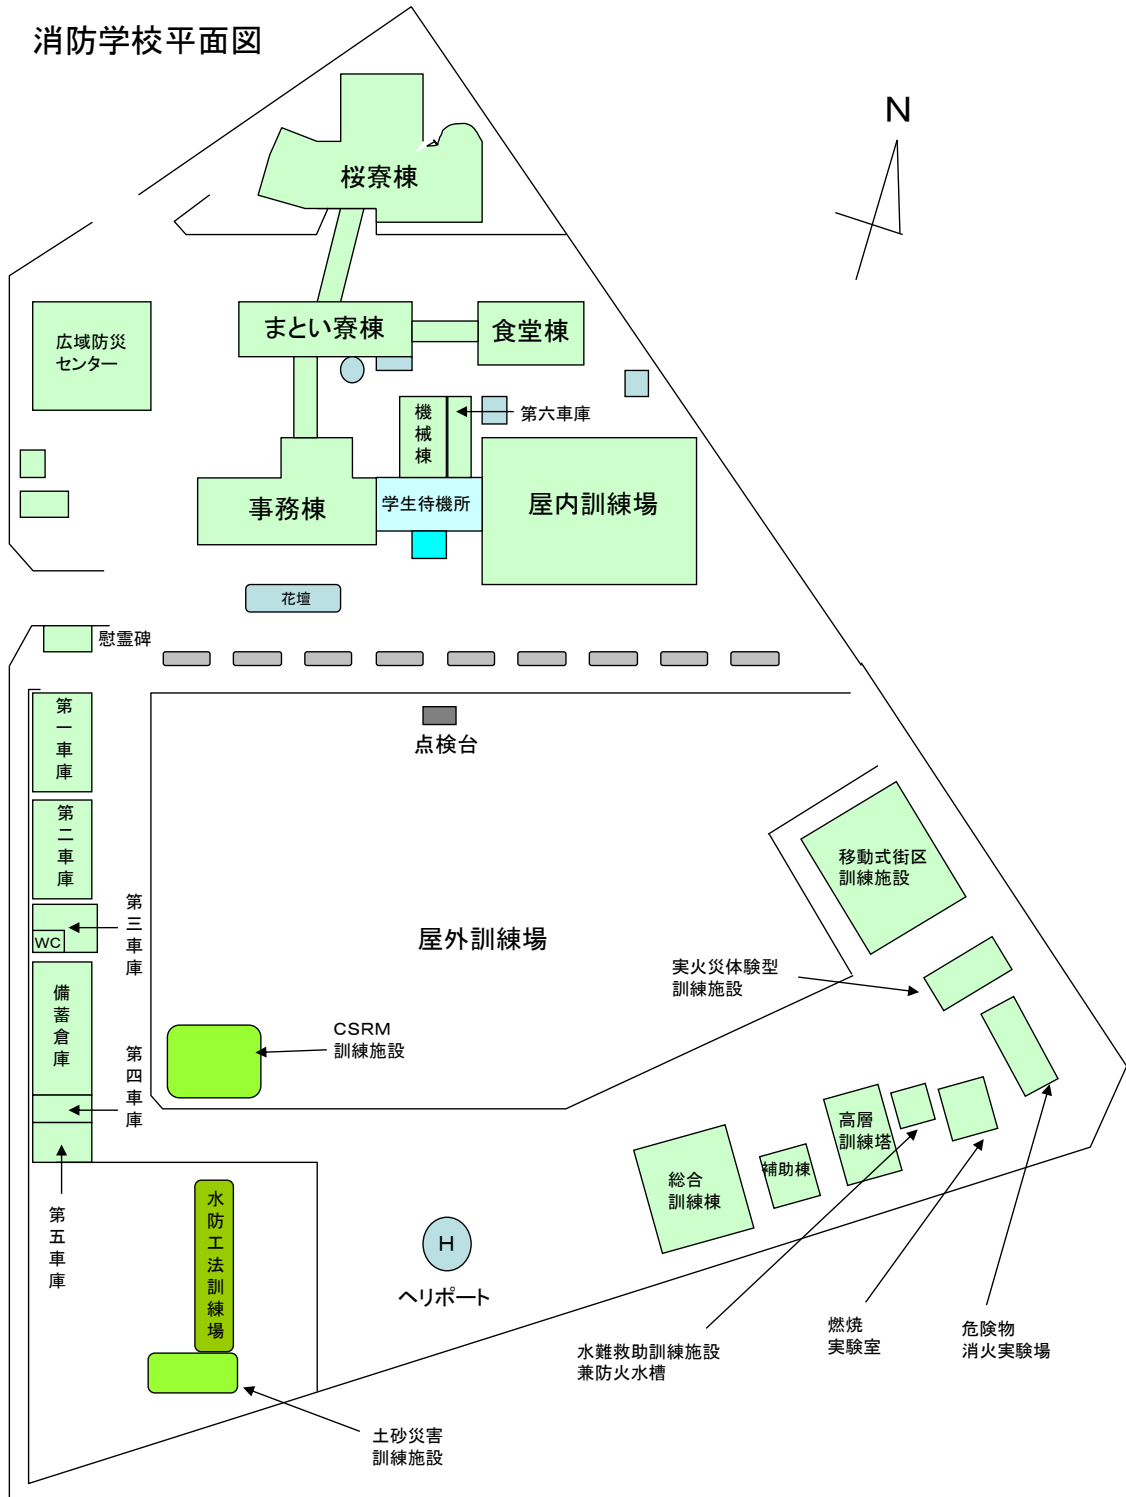 消防学校平面図
N
桜寮棟
広域防災
センター
まとい寮棟
食堂棟
機械棟
第六車庫
事務棟
学生待機所
屋内訓練場
花壇
慰霊碑
第一車庫
点検台
第二車庫
移動式街区
訓練施設
第三車庫
WC
屋外訓練場
実火災体験型
訓練施設
備蓄倉庫
CSRM
訓練施設
第四車庫
高層
訓練塔
補助棟
総合
訓練棟
第五車庫
水防工法訓練場
H
ヘリポート
水難救助訓練施設
兼防火水槽
燃焼
実験室
危険物
消火実験場
土砂災害
訓練施設